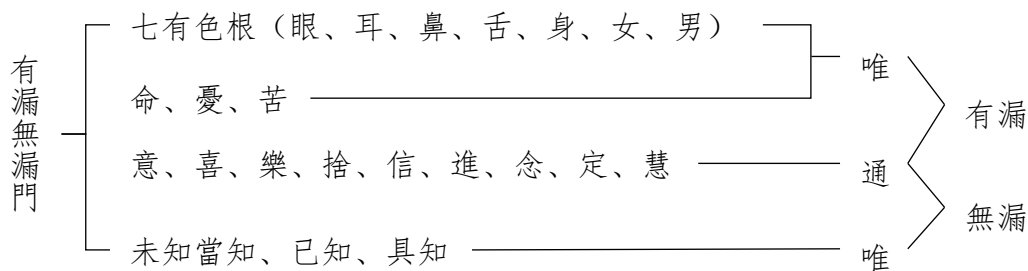 有漏無漏門
七有色根（眼、耳、鼻、舌、身、女、男）
命、憂、苦
唯
有漏
意、喜、樂、捨、信、進、念、定、慧
通
無漏
未知當知、已知、具知
唯